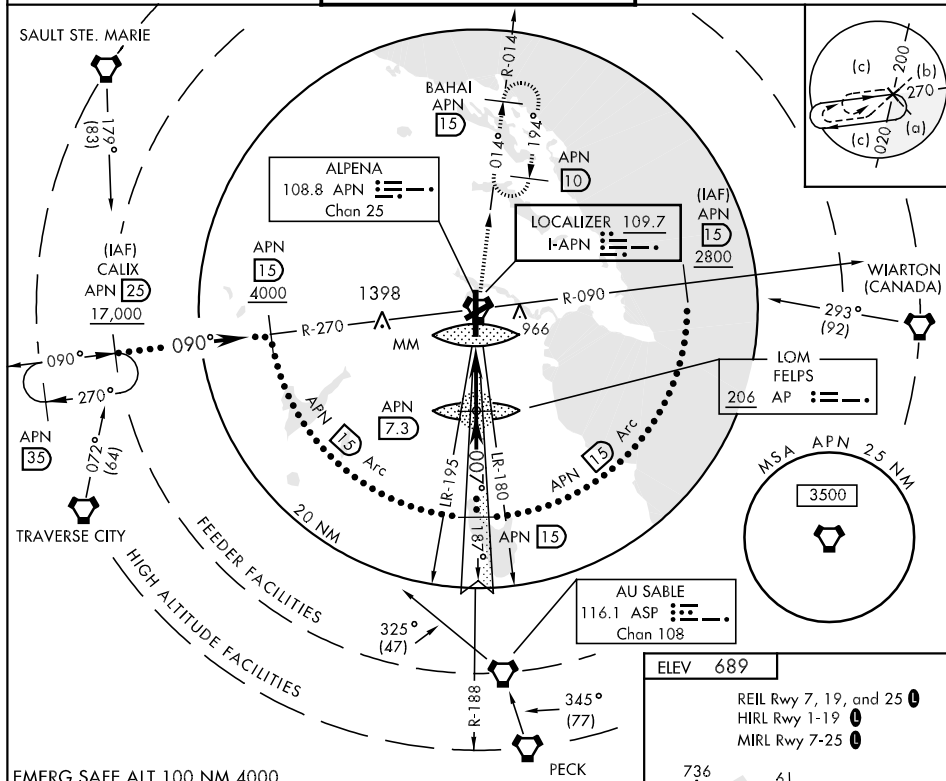 SAULT STE. MARIE
179°
(83)
BAHAI
APN
15
R-014
014°
194°
APN
10
(c)
200
(b)
270
(a)
(c)
020
ALPENA
108.8 APN
Chan 25
LOCALIZER 109.7
I-APN
(IAF)
APN
15
2800
(IAF)
CALIX
APN 25
17,000
APN
15
4000
1398
R-090
WIARTON
(CANADA)
293°
(92)
R-270
090°
966
MM
090°
270°
LOM
FELPS
206 AP
APN
35
072°
(64)
APN
7.3
APN 15 Arc
APN 15 Arc
LR-195
007°
LR-180
187°
MSA APN 25 NM
3500
TRAVERSE CITY
20 NM
APN 15
FEEDER FACILITIES
HIGH ALTITUDE FACILITIES
325°
(47)
AU SABLE
116.1 ASP
Chan 108
R-188
345°
(77)
PECK
ELEV 689
REIL Rwy 7, 19, and 25 L
HIRL Rwy 1-19 L
MIRL Rwy 7-25 L
736
61
EMERG SAFE ALT 100 NM 4000